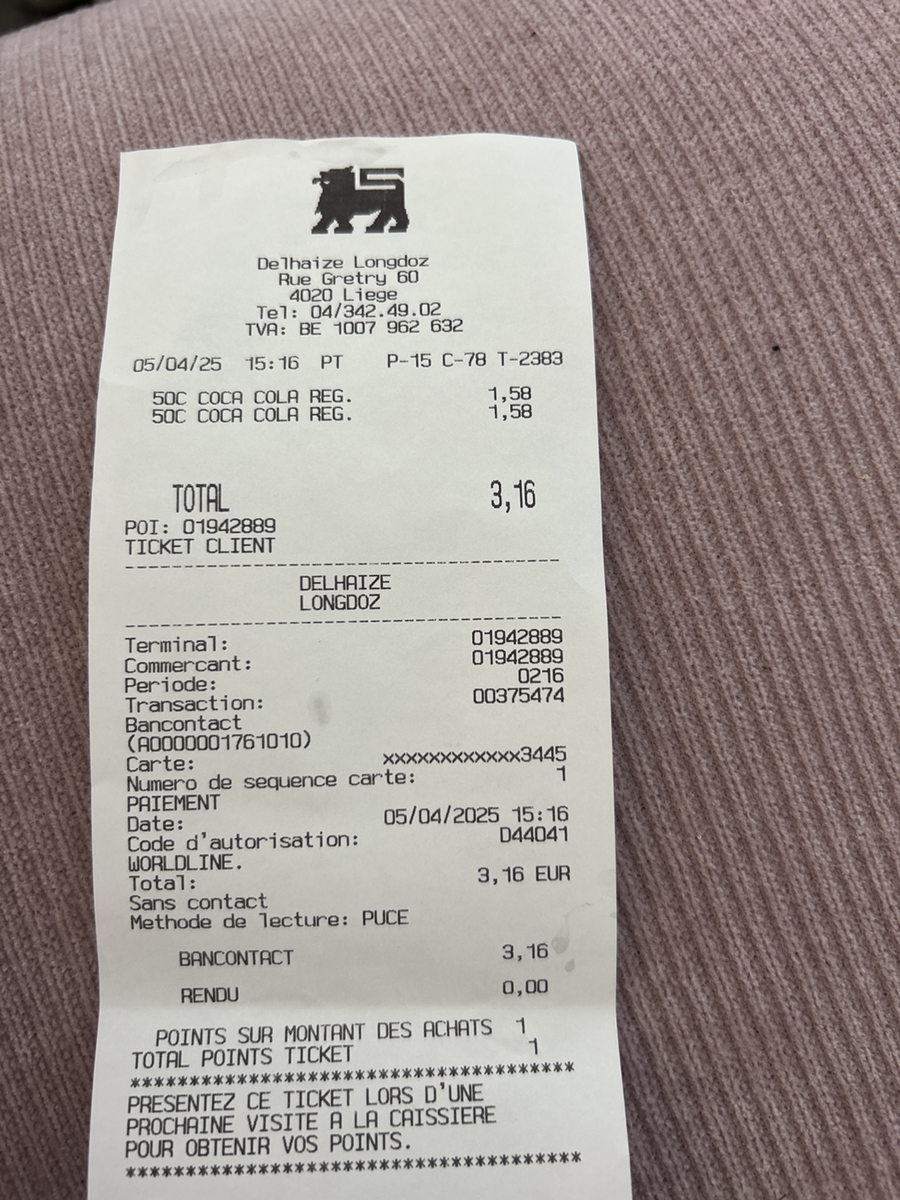 Delhaize Longdoz
Rue Gretry 60
4020 Liege
Tel: 04/342.49.02
TVA: BE 1007 962 632
05/04/25 15:16 PT P-15 C-78 T-2383
50C COCA COLA REG. 1,58
50C COCA COLA REG. 1,58
TOTAL 3,16
POI: 01942889
TICKET CLIENT
--------------------------------------
DELHAIZE
LONGDOZ
--------------------------------------
Terminal: 01942889
Commercant: 01942889
Periode: 0216
Transaction: 00375474
Bancontact
(A0000001761010)
Carte: xxxxxxxxxxxxx3445
Numero de sequence carte: 1
PAIEMENT
Date: 05/04/2025 15:16
Code d'autorisation: D44041
WORLDLINE.
Total: 3,16 EUR
Sans contact
Methode de lecture: PUCE
BANCONTACT 3,16
RENDU 0,00
POINTS SUR MONTANT DES ACHATS 1
TOTAL POINTS TICKET 1
**************************************
PRESENTEZ CE TICKET LORS D'UNE
PROCHAINE VISITE A LA CAISSIERE
POUR OBTENIR VOS POINTS.
**************************************